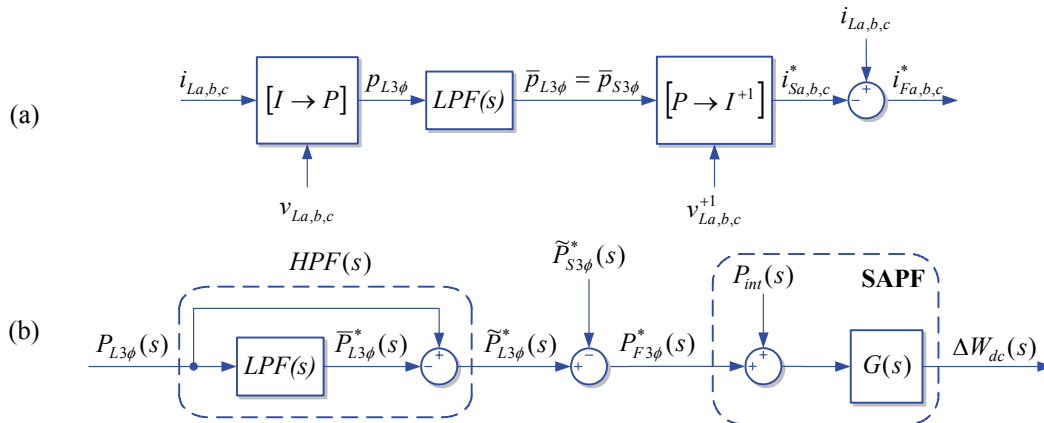 (a)
i_{La,b,c}
[I → P]
v_{La,b,c}
p_{L3ϕ}
LPF(s)
p̅_{L3ϕ} = p̅_{S3ϕ}
[P → I^{+1}]
v^{+1}_{La,b,c}
i^*_{Sa,b,c}
i_{La,b,c}
+
−
i^*_{Fa,b,c}
(b)
HPF(s)
P_{L3ϕ}(s)
LPF(s)
P̅^*_{L3ϕ}(s)
+
−
P̃^*_{L3ϕ}(s)
P̃^*_{S3ϕ}(s)
−
+
P^*_{F3ϕ}(s)
SAPF
P_{int}(s)
+
+
G(s)
ΔW_{dc}(s)